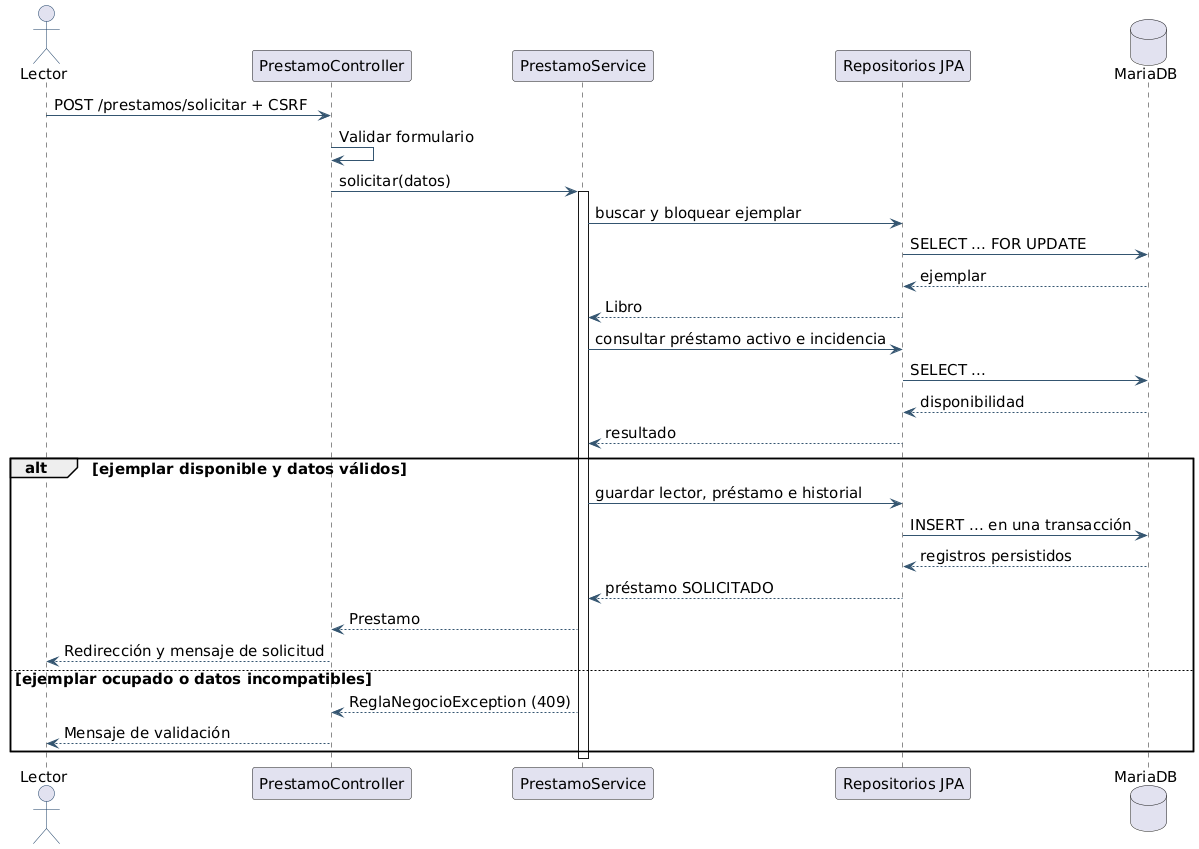 Lector
PrestamoController
PrestamoService
Repositorios JPA
MariaDB
POST /prestamos/solicitar + CSRF
Validar formulario
solicitar(datos)
buscar y bloquear ejemplar
SELECT ... FOR UPDATE
ejemplar
Libro
consultar préstamo activo e incidencia
SELECT ...
disponibilidad
resultado
alt [ejemplar disponible y datos válidos]
guardar lector, préstamo e historial
INSERT ... en una transacción
registros persistidos
préstamo SOLICITADO
Prestamo
Redirección y mensaje de solicitud
[ejemplar ocupado o datos incompatibles]
ReglaNegocioException (409)
Mensaje de validación
Lector
PrestamoController
PrestamoService
Repositorios JPA
MariaDB